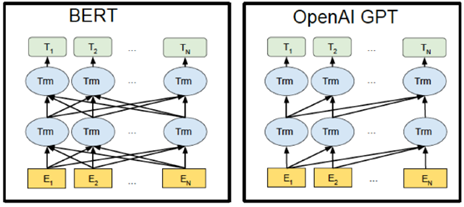 BERT
T1 T2 ... TN
Trm Trm ... Trm
Trm Trm ... Trm
E1 E2 ... EN
OpenAI GPT
T1 T2 ... TN
Trm Trm ... Trm
Trm Trm ... Trm
E1 E2 ... EN